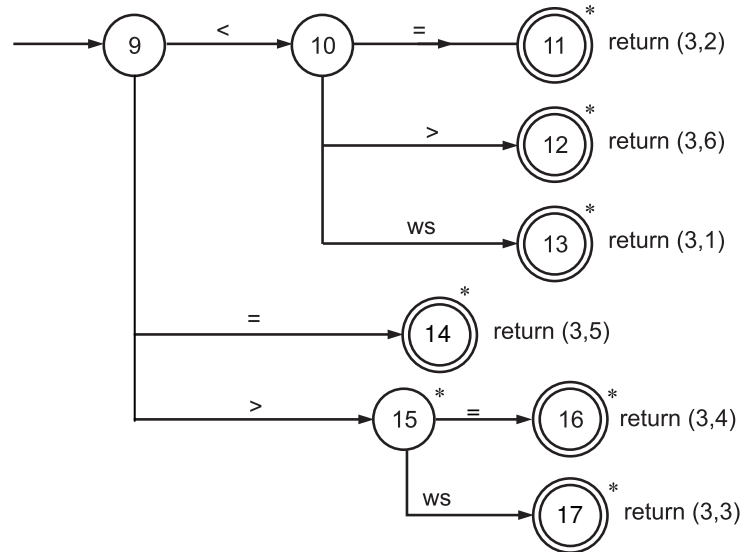 9 < 10 = 11 * return (3,2)
> 12 * return (3,6)
ws 13 * return (3,1)
= 14 * return (3,5)
> 15 * = 16 * return (3,4)
ws 17 * return (3,3)